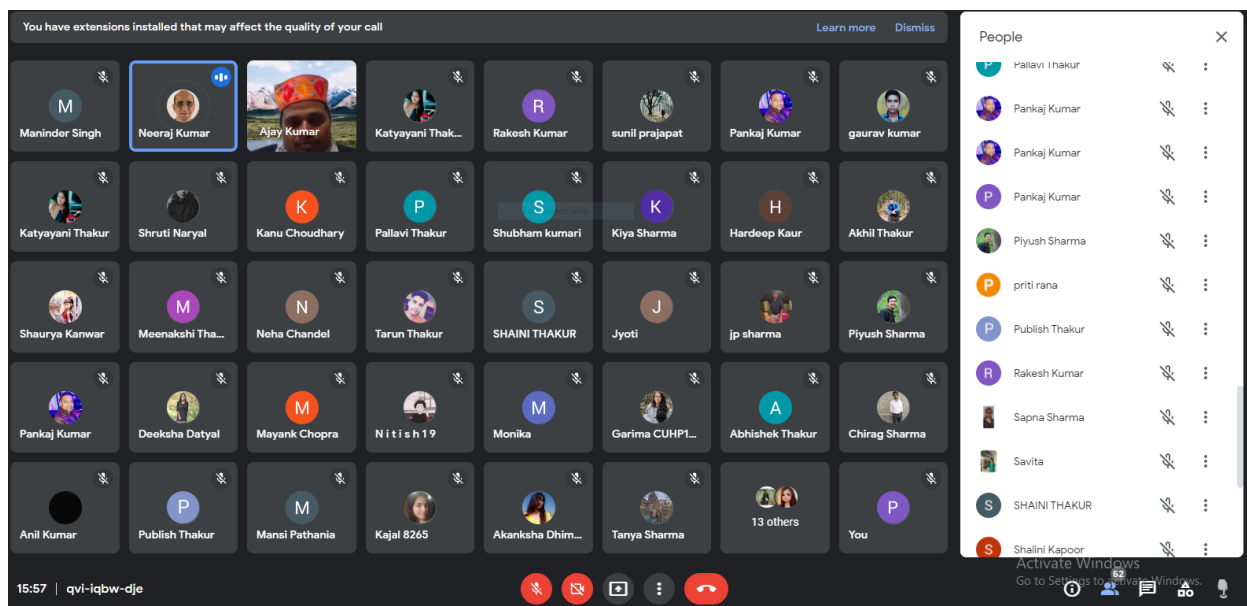 You have extensions installed that may affect the quality of your call
Learn more Dismiss
People
M
Maninder Singh
Neeraj Kumar
Ajay Kumar
Katyayani Thak...
R
Rakesh Kumar
sunil prajapat
Pankaj Kumar
gaurav kumar
Katyayani Thakur
Shruti Naryal
K
Kanu Choudhary
P
Pallavi Thakur
S
Shubham kumari
K
Kiya Sharma
H
Hardeep Kaur
Akhil Thakur
Shaurya Kanwar
M
Meenakshi Tha...
N
Neha Chandel
Tarun Thakur
S
SHAINI THAKUR
J
Jyoti
jp sharma
Piyush Sharma
Pankaj Kumar
Deeksha Datyal
M
Mayank Chopra
Nitish19
M
Monika
Garima CUHP1...
A
Abhishek Thakur
Chirag Sharma
Anil Kumar
P
Publish Thakur
M
Mansi Pathania
Kajal 8265
Akanksha Dhim...
Tanya Sharma
13 others
P
You
P Pallavi Thakur
Pankaj Kumar
Pankaj Kumar
P Pankaj Kumar
Piyush Sharma
P priti rana
P Publish Thakur
R Rakesh Kumar
Sapna Sharma
Savita
S SHAINI THAKUR
S Shalini Kapoor
Activate Windows
Go to Settings to activate Windows.
15:57 | qvi-iqbw-dje
52